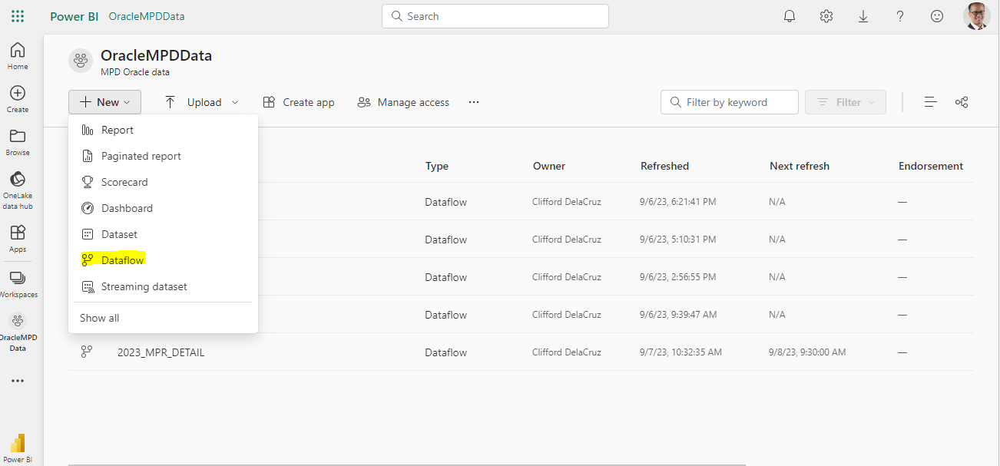 Power BI OracleMPDData Search
Home
Create
Browse
OneLake
data hub
Apps
Workspaces
OracleMPD
Data
Power BI
OracleMPDData
MPD Oracle data
New Upload Create app Manage access Filter by keyword Filter
Report
Paginated report
Scorecard
Dashboard
Dataset
Dataflow
Streaming dataset
Show all
Type Owner Refreshed Next refresh Endorsement
Dataflow Clifford DelaCruz 9/6/23, 6:21:41 PM N/A —
Dataflow Clifford DelaCruz 9/6/23, 5:10:31 PM N/A —
Dataflow Clifford DelaCruz 9/6/23, 2:56:55 PM N/A —
Dataflow Clifford DelaCruz 9/6/23, 9:39:47 AM N/A —
2023_MPR_DETAIL Dataflow Clifford DelaCruz 9/7/23, 10:32:35 AM 9/8/23, 9:30:00 AM —